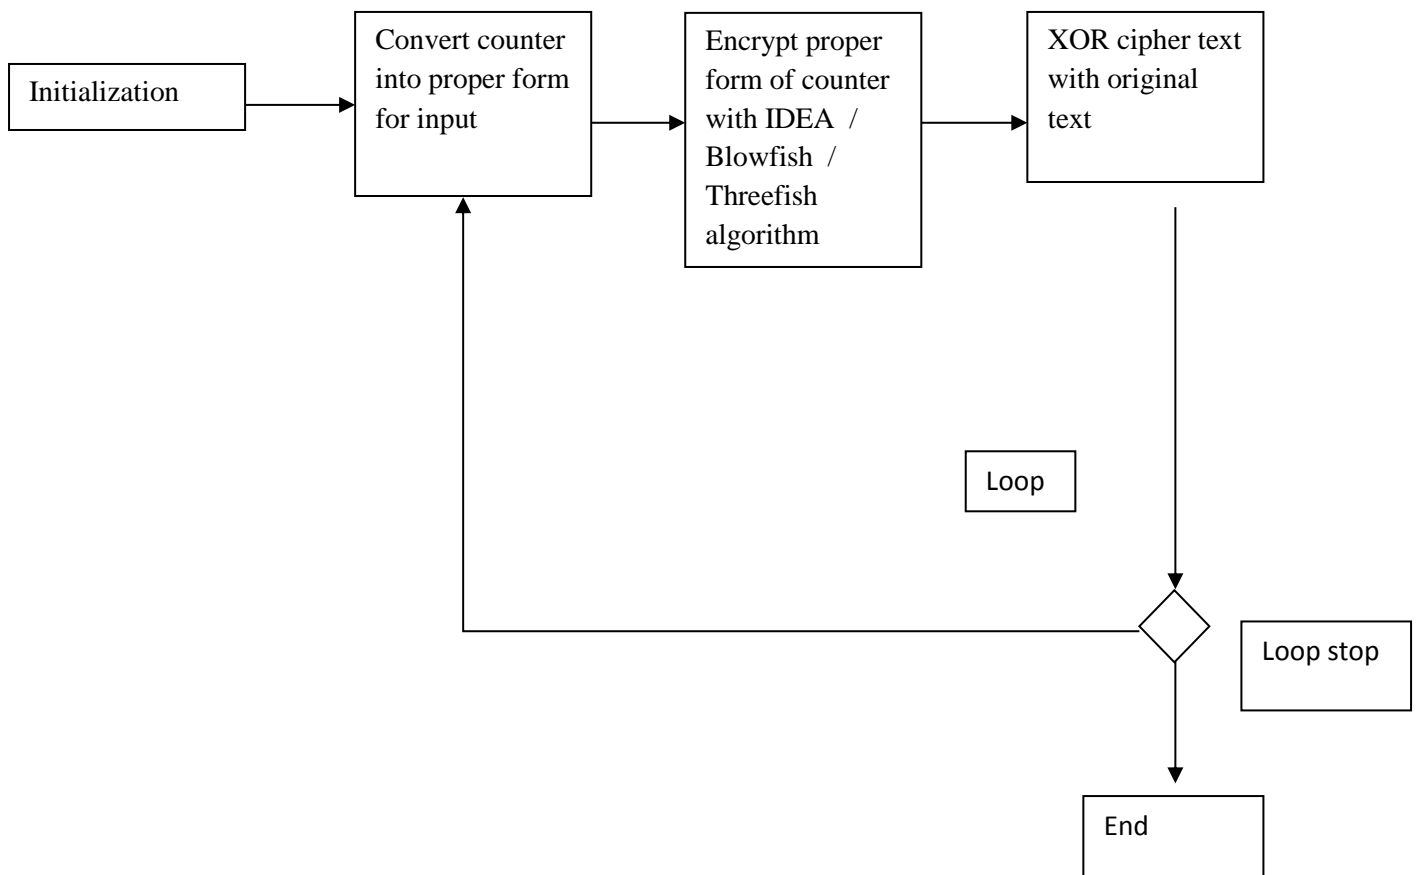 Initialization
Convert counter
into proper form
for input
Encrypt proper
form of counter
with IDEA /
Blowfish /
Threefish
algorithm
XOR cipher text
with original
text
Loop
Loop stop
End